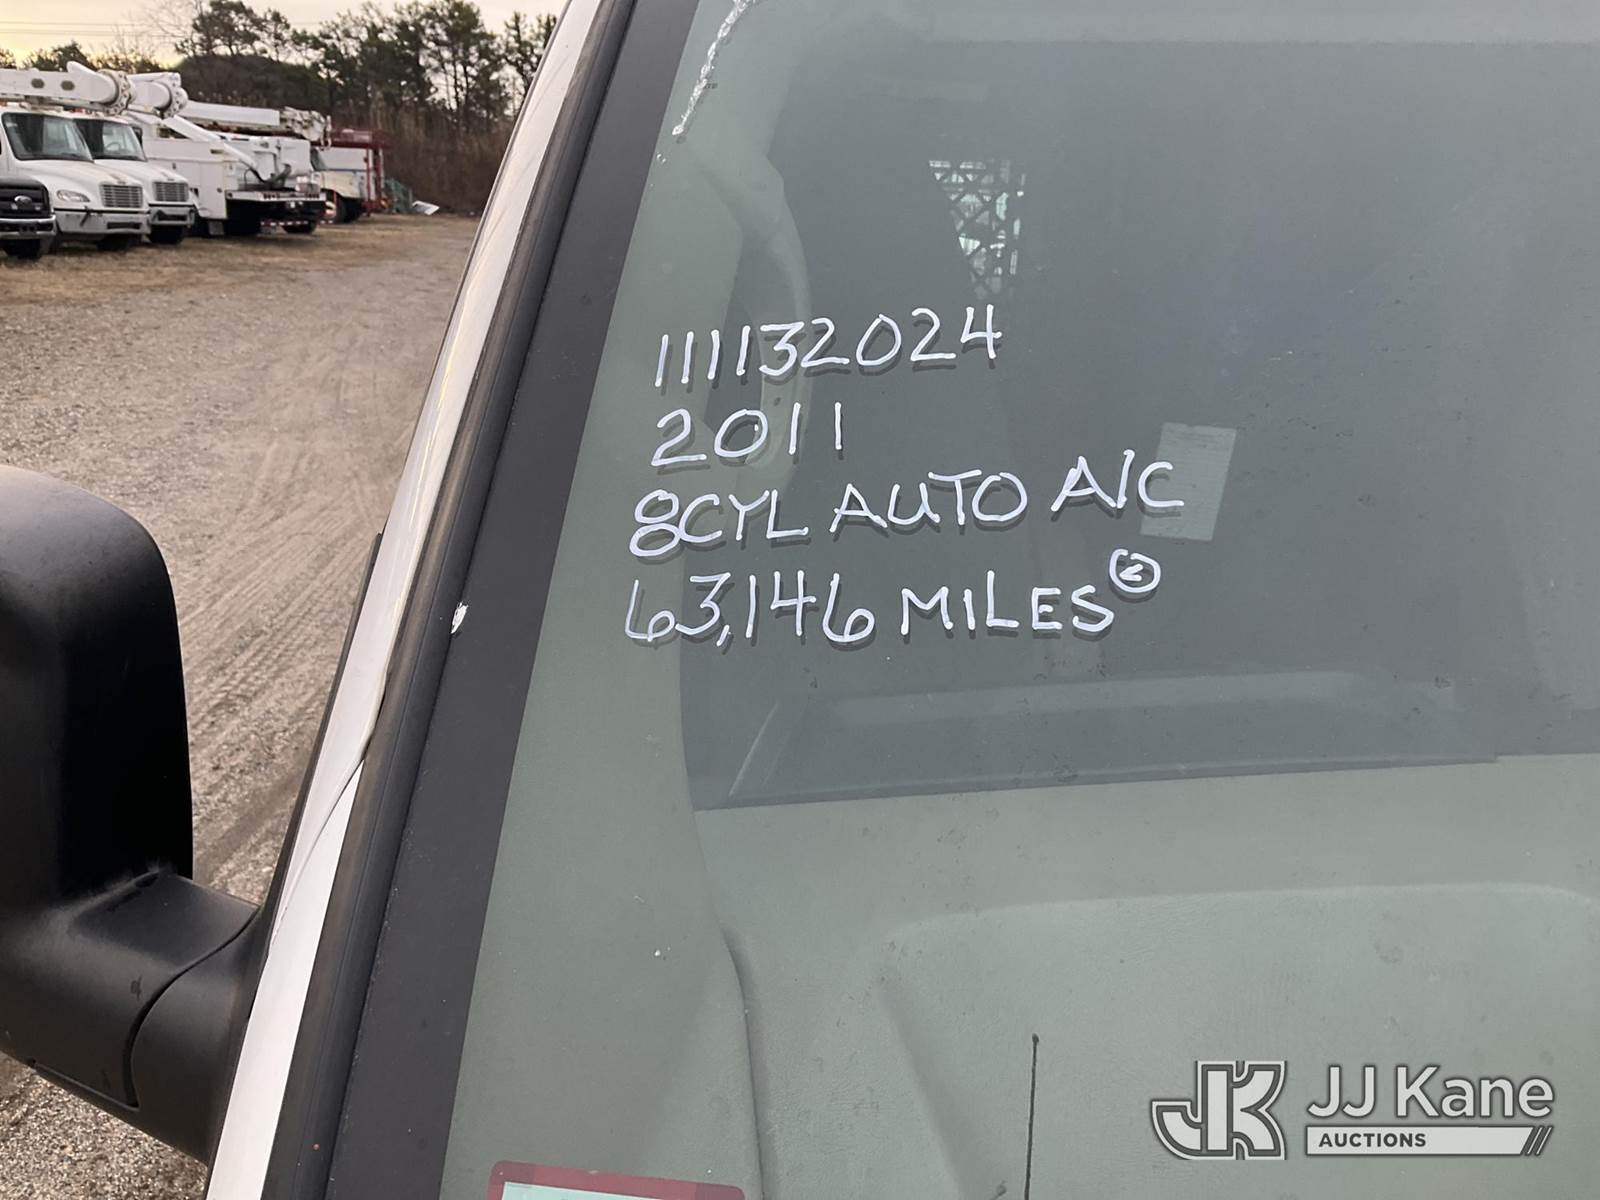 111132024
2011
8CYL AUTO A/C
63,146 MILES
JJ Kane
AUCTIONS